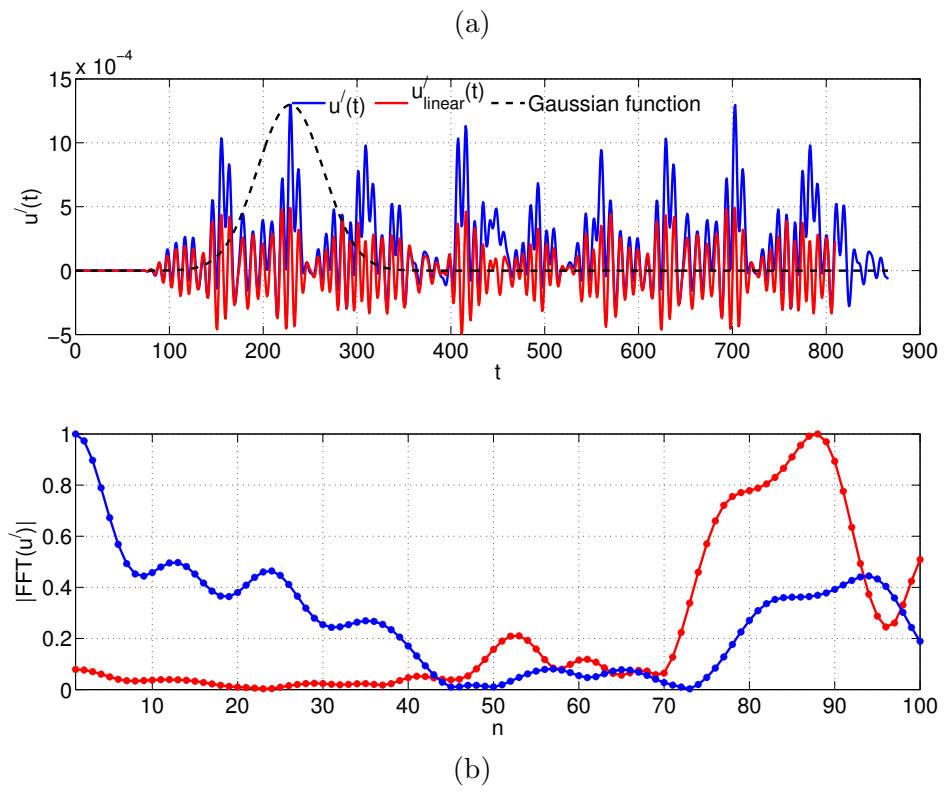 (a)
15 x 10⁻⁴
u′(t) u′linear(t) Gaussian function
10
5
0
−5
u′(t)
0 100 200 300 400 500 600 700 800 900
t
1
0.8
0.6
0.4
0.2
0
|FFT(u′)|
10 20 30 40 50 60 70 80 90 100
n
(b)